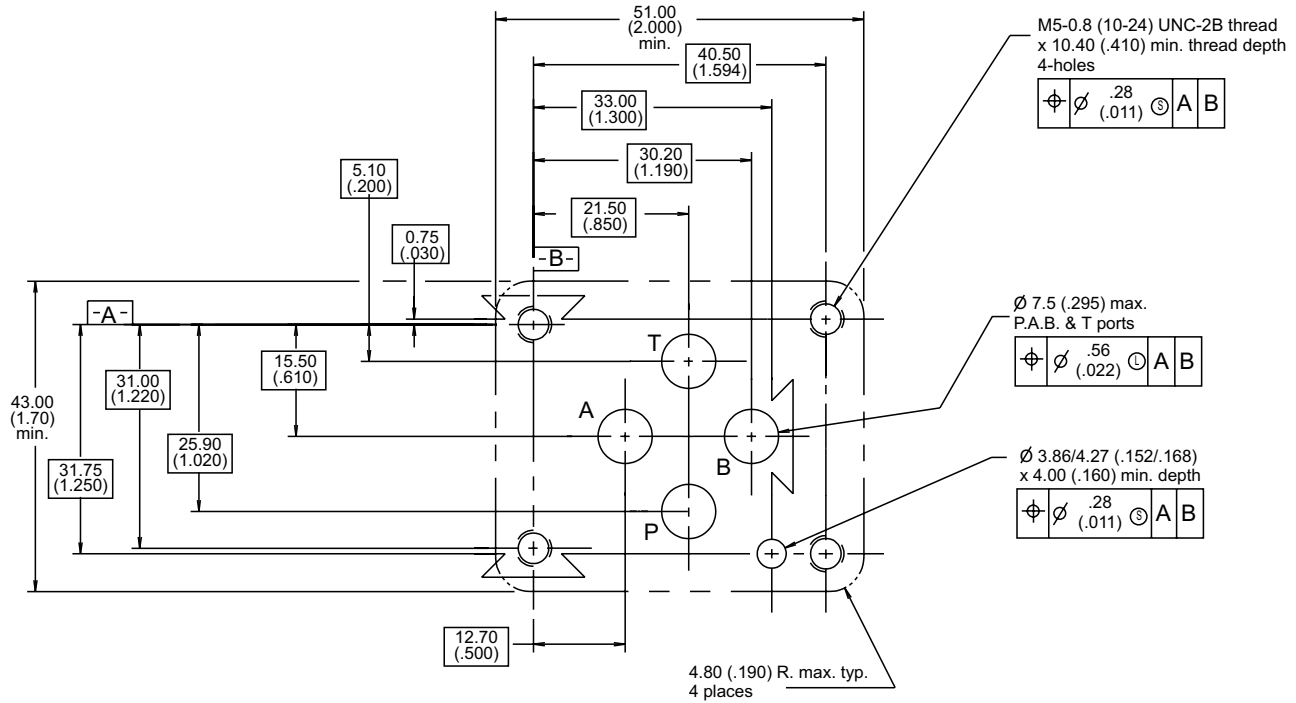 51.00
(2.000)
min.
40.50
(1.594)
33.00
(1.300)
30.20
(1.190)
21.50
(.850)
5.10
(.200)
0.75
(.030)
-B-
-A-
M5-0.8 (10-24) UNC-2B thread
x 10.40 (.410) min. thread depth
4-holes
⌖ Ø .28 (.011) Ⓢ A B
T
A
B
P
15.50
(.610)
31.00
(1.220)
43.00
(1.70)
min.
25.90
(1.020)
31.75
(1.250)
Ø 7.5 (.295) max.
P.A.B. & T ports
⌖ Ø .56 (.022) Ⓛ A B
Ø 3.86/4.27 (.152/.168)
x 4.00 (.160) min. depth
⌖ Ø .28 (.011) Ⓢ A B
12.70
(.500)
4.80 (.190) R. max. typ.
4 places